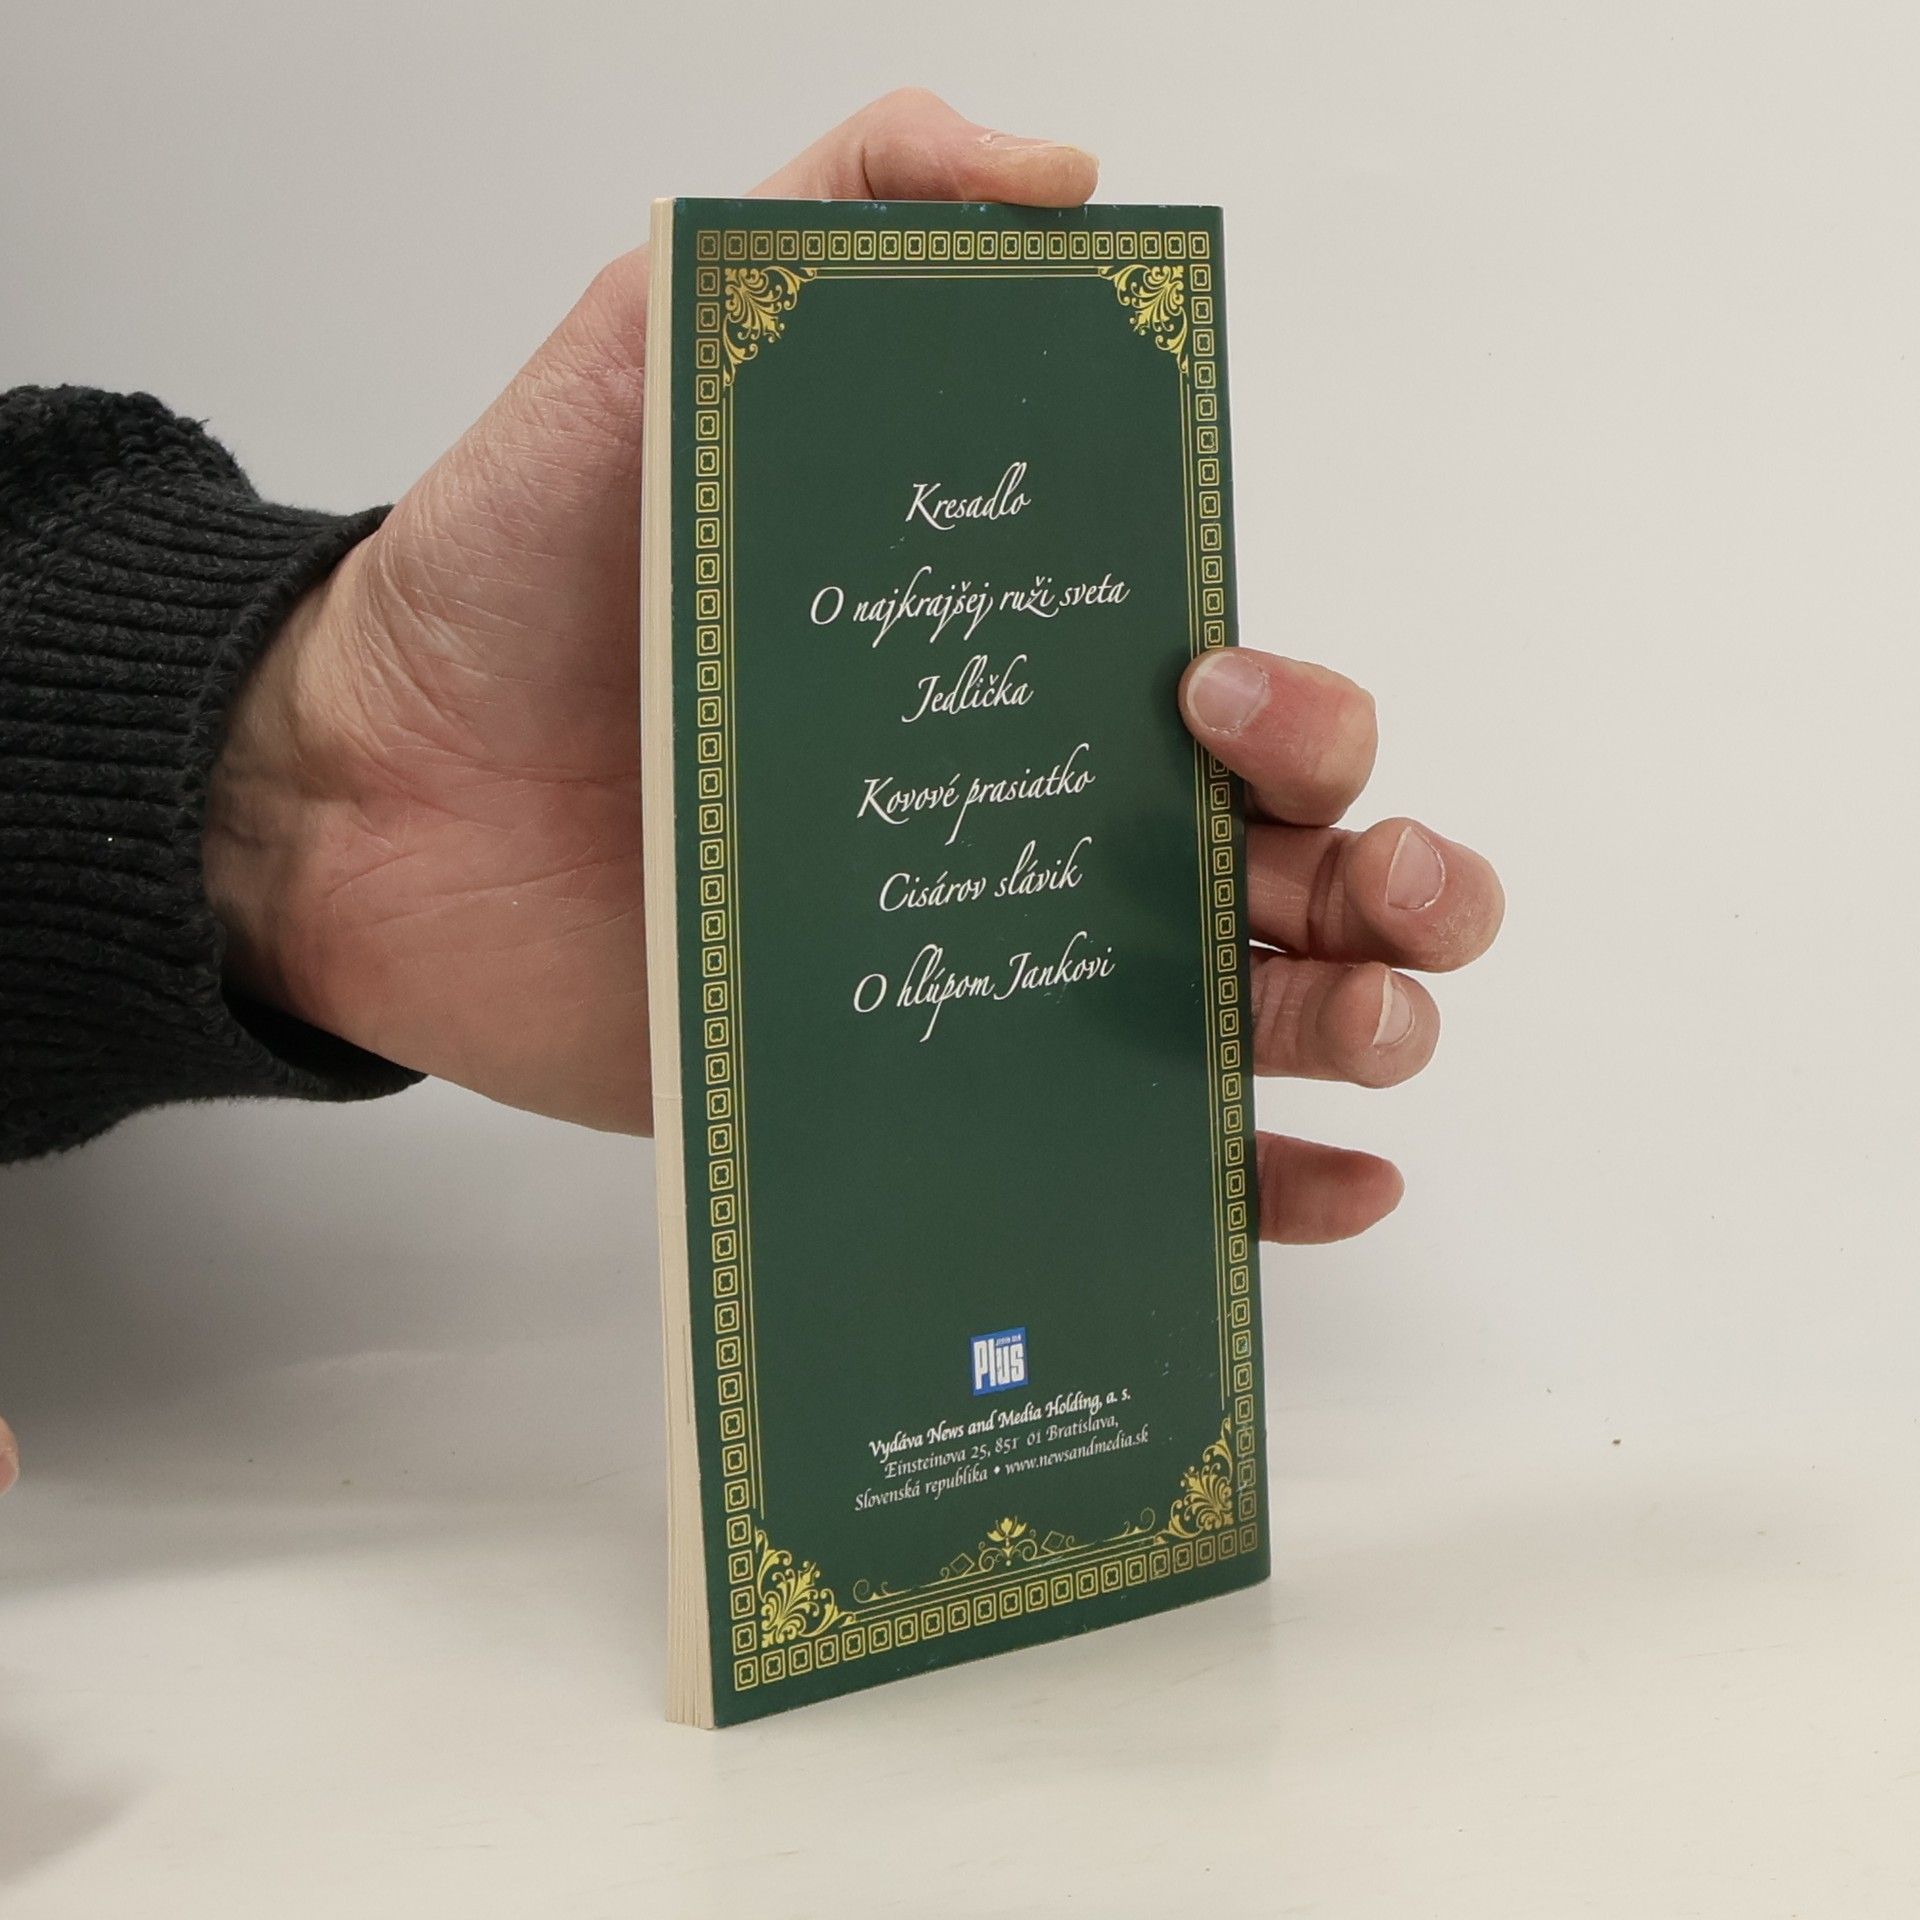 Kresadlo
O najkrajšej ruži sveta
Jedlička
Kovové prasiatko
Cisárov slávik
O hlúpom Jankovi
Plus
Vydáva News and Media Holding, a. s.
Einsteinova 25, 851 01 Bratislava,
Slovenská republika • www.newsandmedia.sk